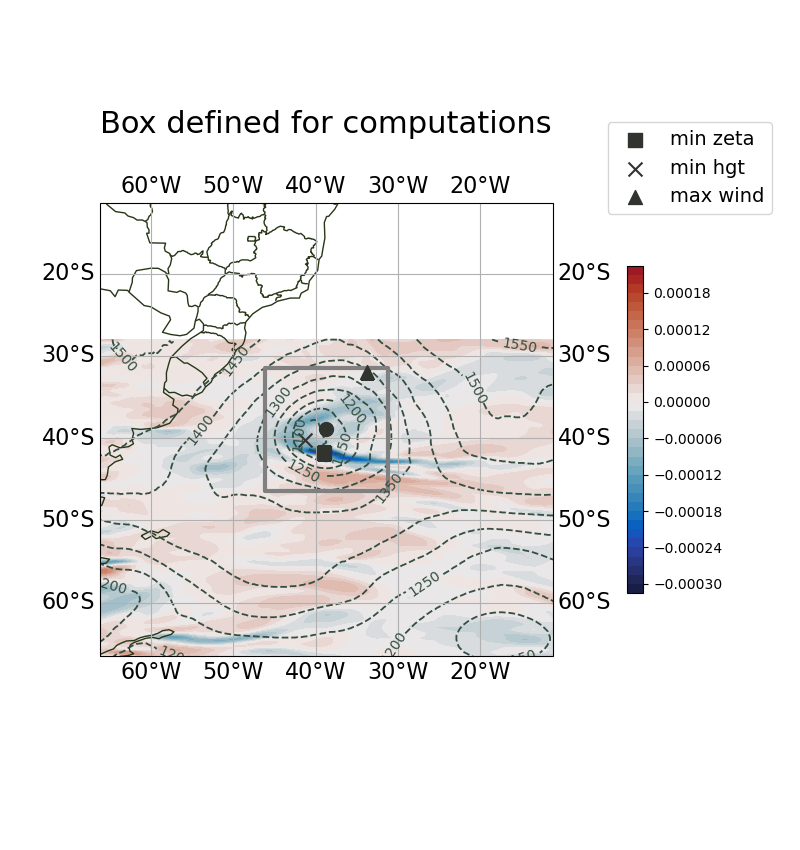 Box defined for computations
min zeta
min hgt
max wind
60°W 50°W 40°W 30°W 20°W
20°S 20°S
30°S 30°S
40°S 40°S
50°S 50°S
60°S 60°S
60°W 50°W 40°W 30°W 20°W
1500
1450
1550
1500
1400
1300
1200
1250
1350
1250
200
200
0.00018
0.00012
0.00006
0.00000
−0.00006
−0.00012
−0.00018
−0.00024
−0.00030